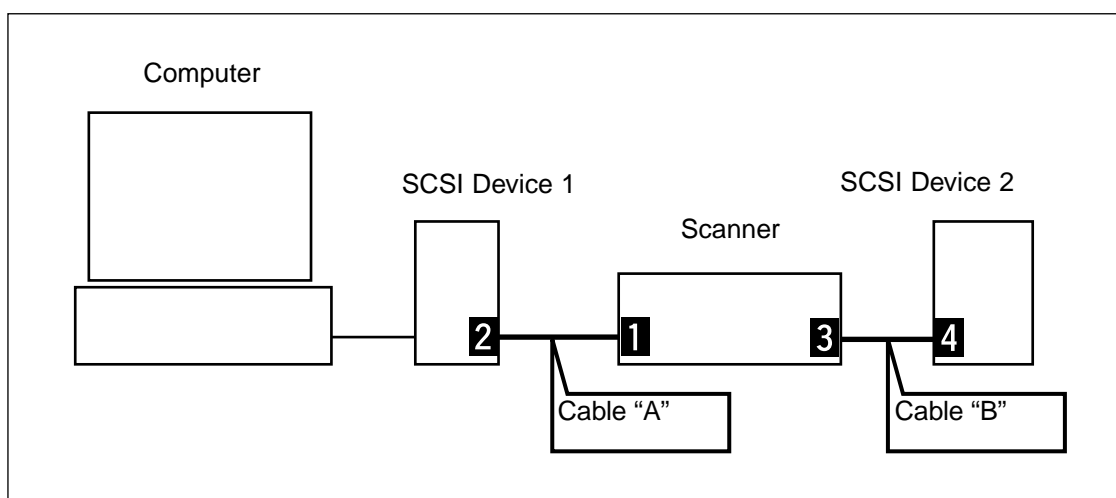 Computer
SCSI Device 1
SCSI Device 2
Scanner
2
1
3
4
Cable “A”
Cable “B”